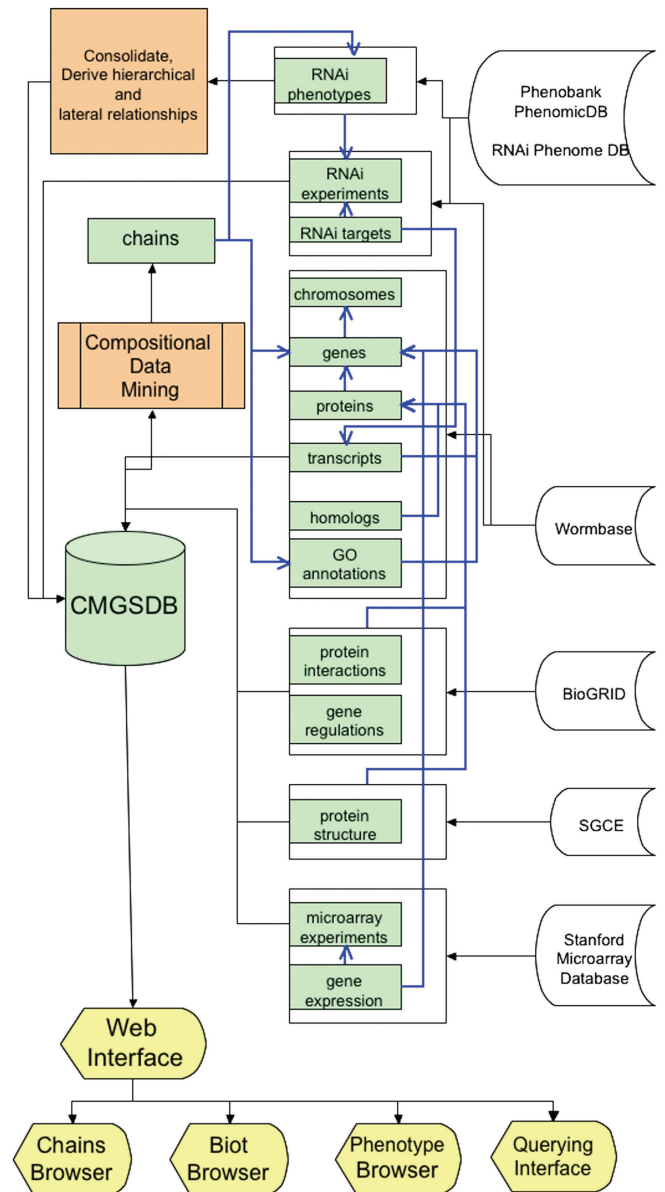 Consolidate,
Derive hierarchical
and
lateral relationships
RNAi
phenotypes
Phenobank
PhenomicDB
RNAi Phenome DB
RNAi
experiments
RNAi targets
chains
chromosomes
Compositional
Data
Mining
genes
proteins
transcripts
homologs
GO
annotations
Wormbase
CMGSDB
protein
interactions
gene
regulations
BioGRID
protein
structure
SGCE
microarray
experiments
gene
expression
Stanford
Microarray
Database
Web
Interface
Chains
Browser
Biot
Browser
Phenotype
Browser
Querying
Interface